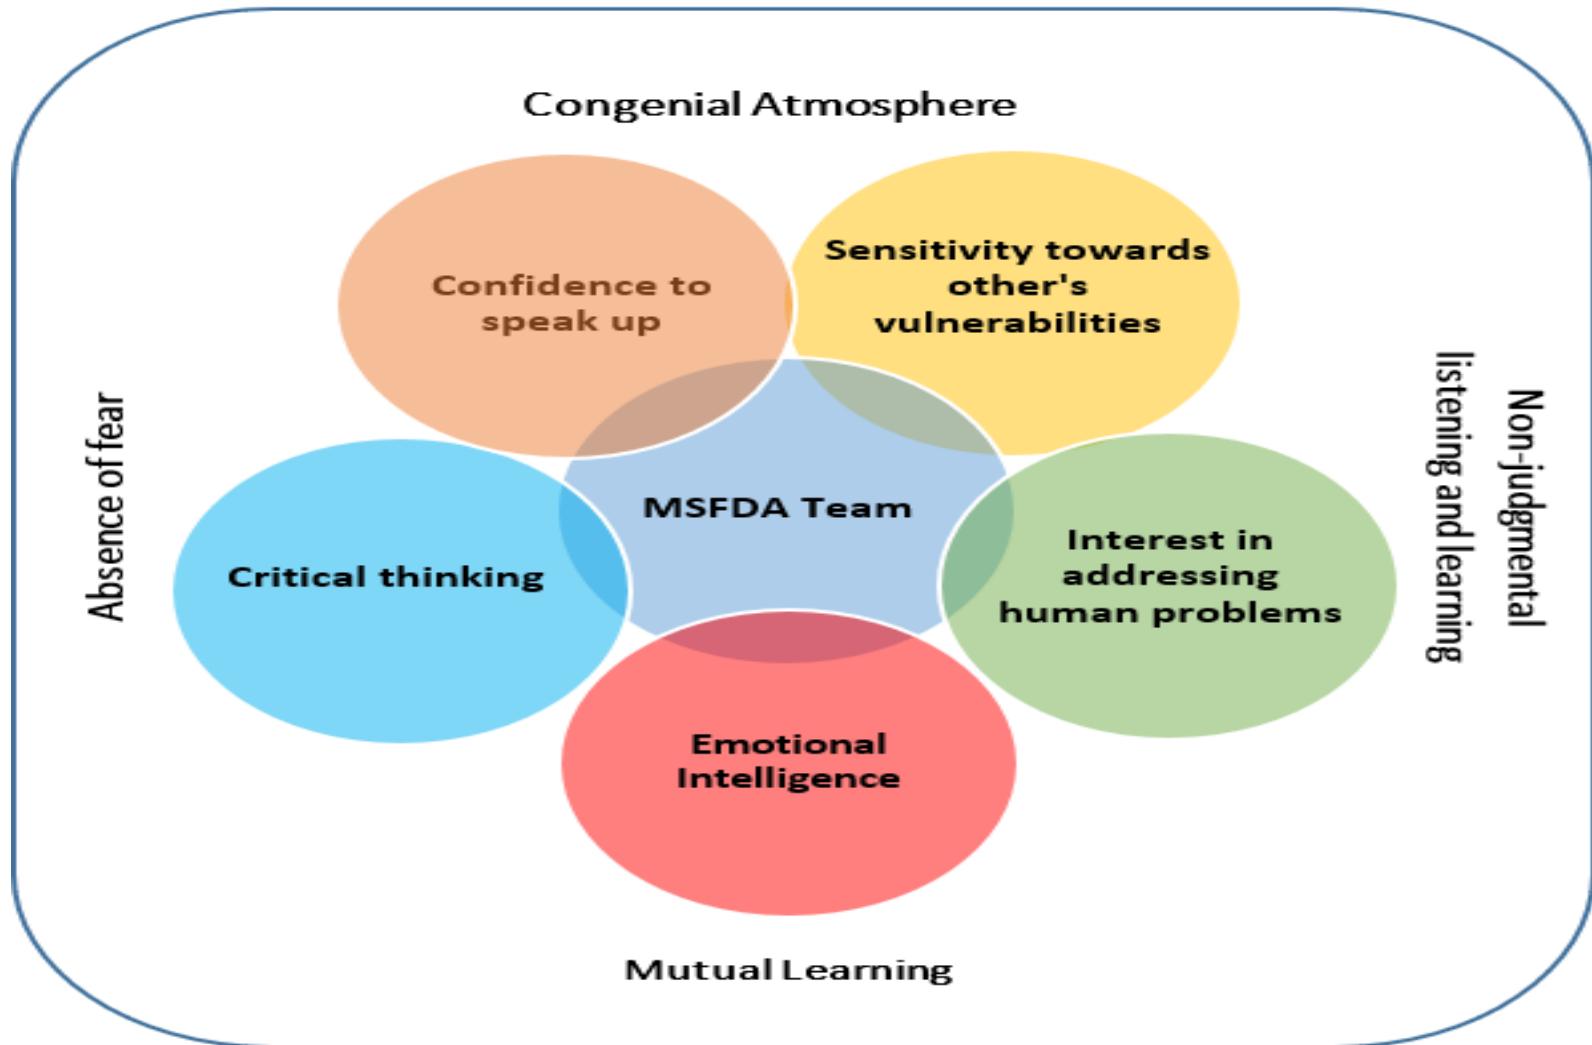 Congenial Atmosphere
Confidence to
speak up
Sensitivity towards
other's
vulnerabilities
Absence of fear
MSFDA Team
Non-judgmental
listening and learning
Critical thinking
Interest in
addressing
human problems
Emotional
Intelligence
Mutual Learning